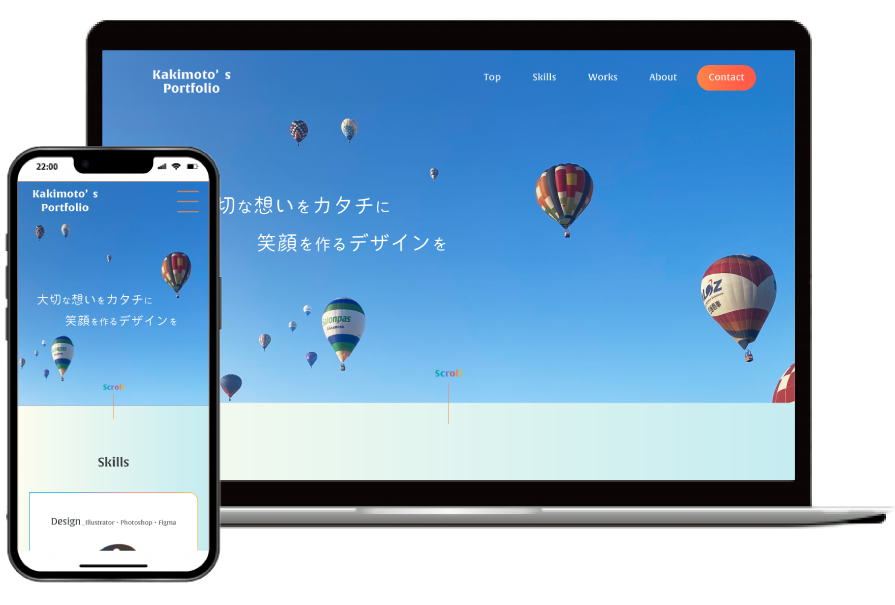 Kakimoto's
Portfolio
Top
Skills
Works
About
Contact
切な想いをカタチに
笑顔を作るデザインを
Salonpas
Scroll
22:00
Kakimoto's
Portfolio
大切な想いをカタチに
笑顔を作るデザインを
Scroll
Skills
Design _Illustrator・Photoshop・Figma